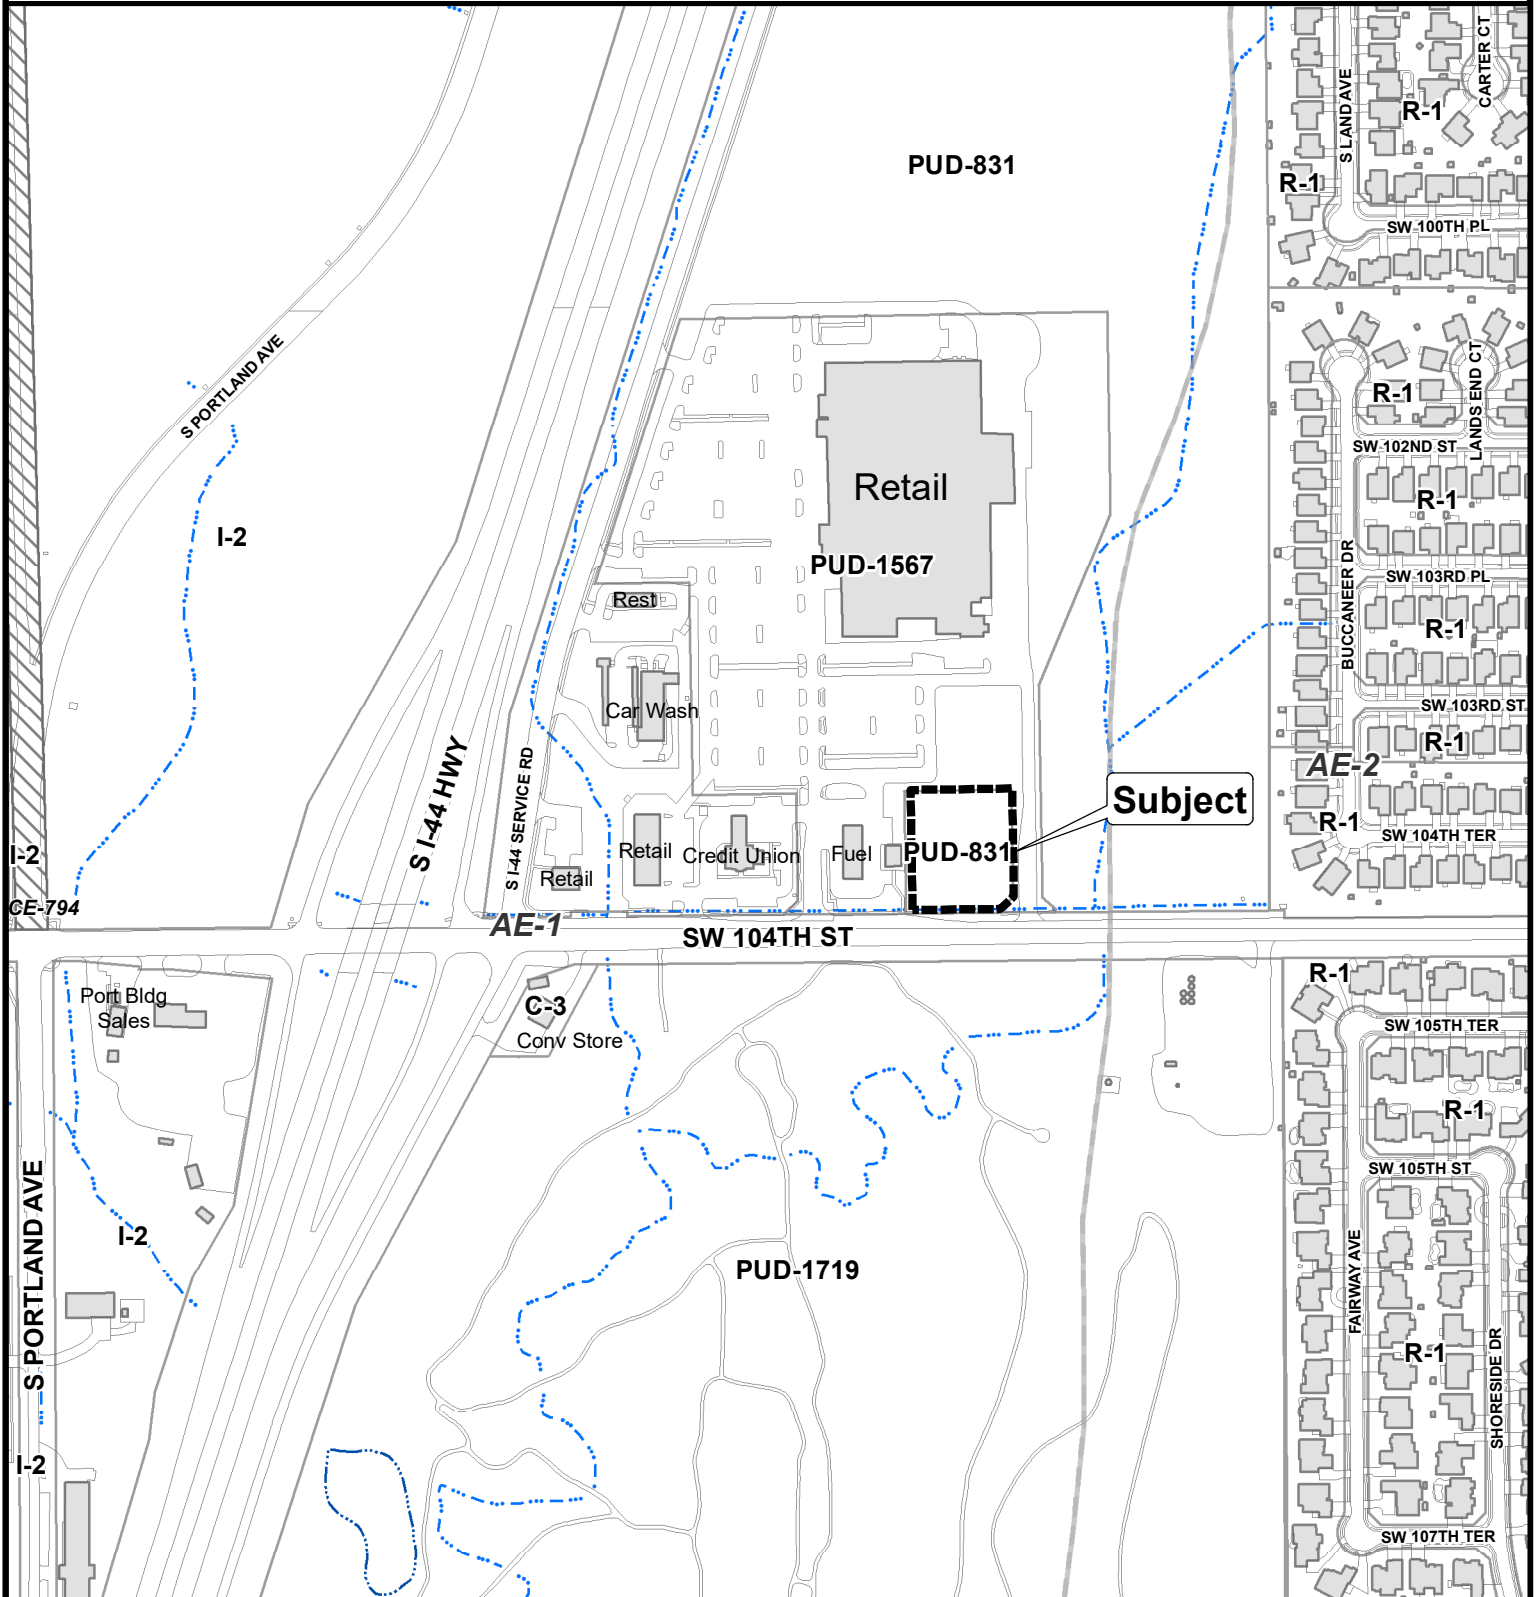 CARTER CT
S LAND AVE
R-1
PUD-831
R-1
SW 100TH PL
S PORTLAND AVE
LANDS END CT
R-1
SW 102ND ST
Retail
R-1
I-2
PUD-1567
BUCCANEER DR
SW 103RD PL
Rest
R-1
Car Wash
SW 103RD ST
R-1
S I-44 HWY
S I-44 SERVICE RD
AE-2
Subject
R-1
SW 104TH TER
I-2
Retail
Credit Union
Fuel
PUD-831
Retail
CE-794
AE-1
SW 104TH ST
R-1
Port Bldg
Sales
C-3
SW 105TH TER
Conv Store
R-1
SW 105TH ST
S PORTLAND AVE
I-2
PUD-1719
FAIRWAY AVE
R-1
SHORESIDE DR
I-2
SW 107TH TER